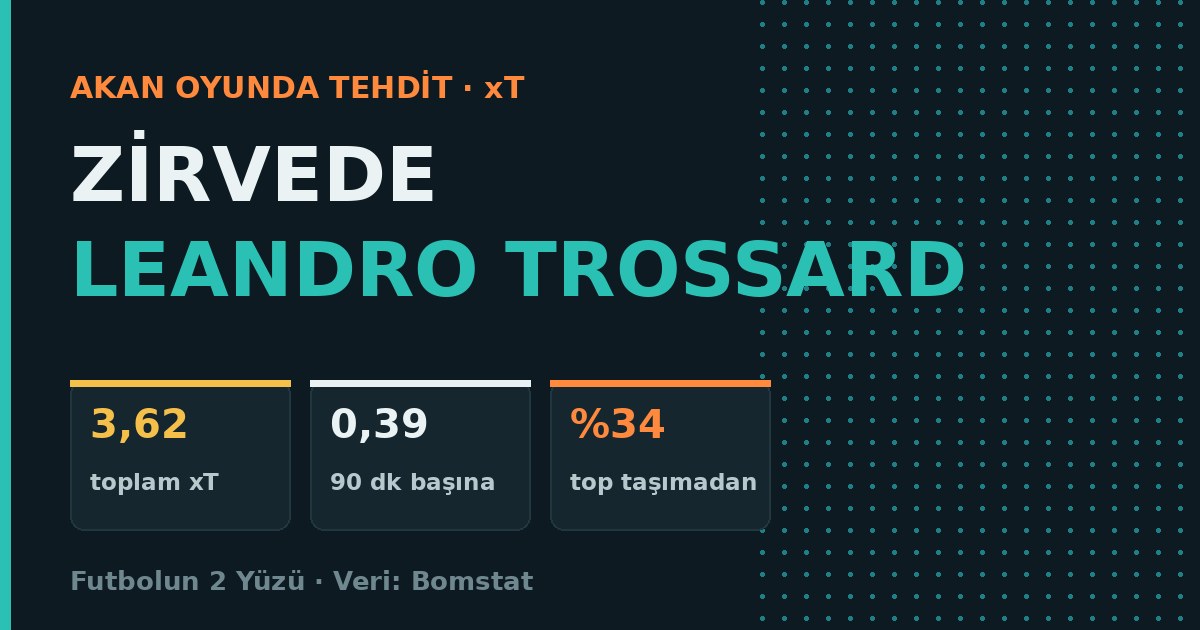 AKAN OYUNDA TEHDİT · xT
ZİRVEDE
LEANDRO TROSSARD
3,62
toplam xT
0,39
90 dk başına
%34
top taşımadan
Futbolun 2 Yüzü · Veri: Bomstat